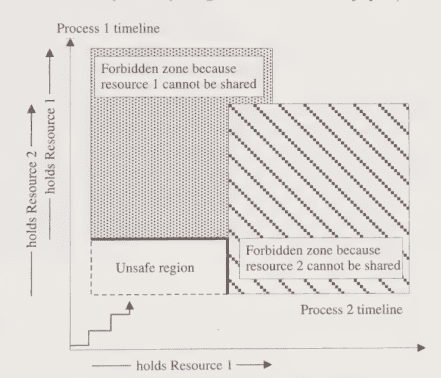 Process 1 timeline
Forbidden zone because
resource 1 cannot be shared
holds Resource 2
holds Resource 1
Forbidden zone because
resource 2 cannot be shared
Unsafe region
Process 2 timeline
holds Resource 1